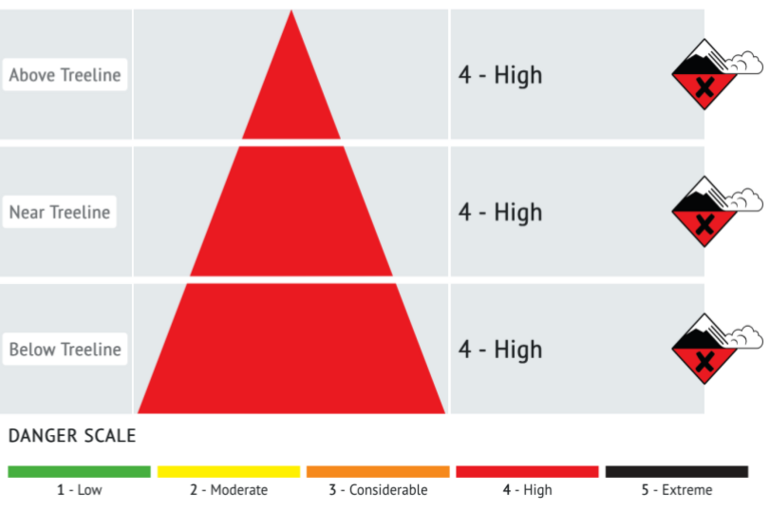 Above Treeline
4 - High
Near Treeline
4 - High
Below Treeline
4 - High
DANGER SCALE
1 - Low
2 - Moderate
3 - Considerable
4 - High
5 - Extreme